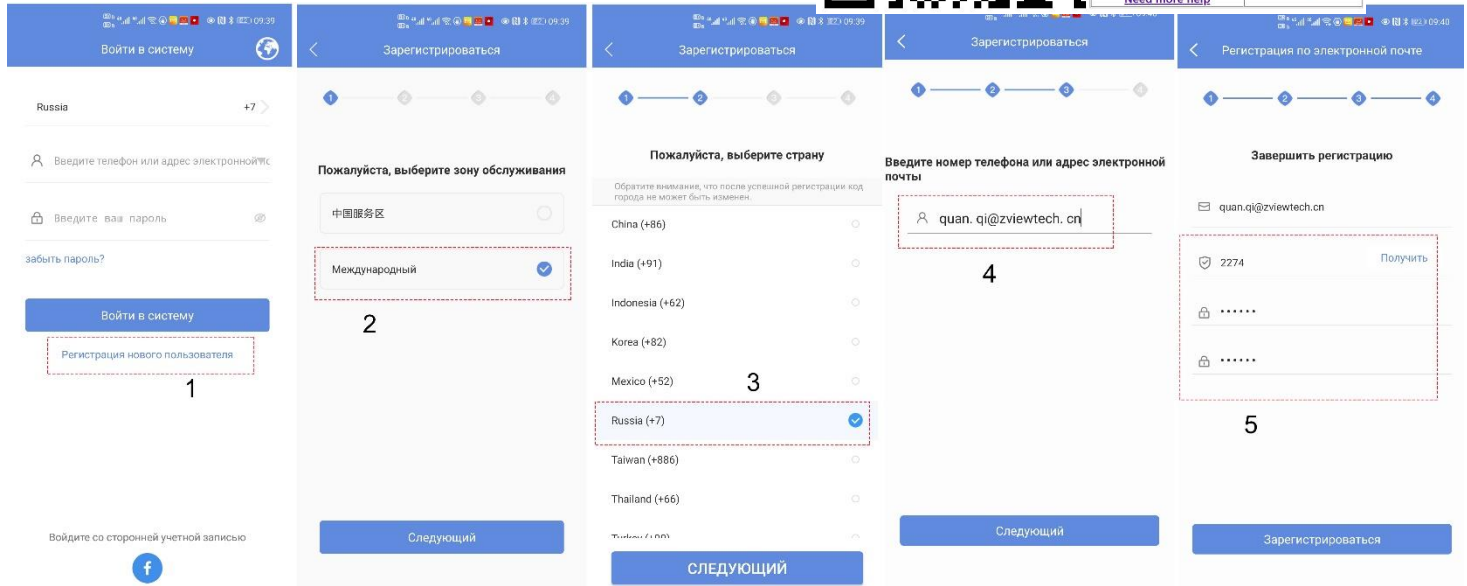 Need more help
09:39
Войти в систему
Russia +7
Введите телефон или адрес электронной
Введите ваш пароль
забыть пароль?
Войти в систему
Регистрация нового пользователя
1
Войдите со сторонней учетной записью
f
09:39
Зарегистрироваться
1 2 3 4
Пожалуйста, выберите зону обслуживания
中国服务区
Международный
2
Следующий
09:39
Зарегистрироваться
1 2 3 4
Пожалуйста, выберите страну
Обратите внимание, что после успешной регистрации код
города не может быть изменен.
China (+86)
India (+91)
Indonesia (+62)
Korea (+82)
Mexico (+52)
3
Russia (+7)
Taiwan (+886)
Thailand (+66)
СЛЕДУЮЩИЙ
Зарегистрироваться
1 2 3 4
Введите номер телефона или адрес электронной
почты
quan. qi@zviewtech. cn
4
Следующий
09:40
Регистрация по электронной почте
1 2 3 4
Завершить регистрацию
quan.qi@zviewtech.cn
2274 Получить
5
Зарегистрироваться